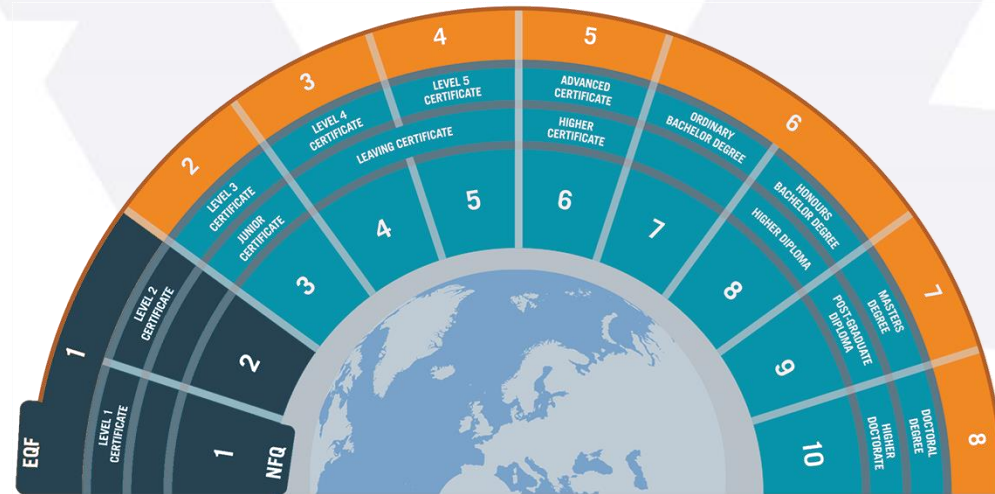 EQF
1
2
3
4
5
6
7
8
LEVEL 1
CERTIFICATE
LEVEL 2
CERTIFICATE
LEVEL 3
CERTIFICATE
LEVEL 4
CERTIFICATE
LEVEL 5
CERTIFICATE
ADVANCED
CERTIFICATE
ORDINARY
BACHELOR DEGREE
HONOURS
BACHELOR DEGREE
MASTERS
DEGREE
DOCTORAL
DEGREE
JUNIOR
CERTIFICATE
LEAVING CERTIFICATE
HIGHER
CERTIFICATE
HIGHER DIPLOMA
POST-GRADUATE
DIPLOMA
HIGHER
DOCTORATE
NFQ
1
2
3
4
5
6
7
8
9
10